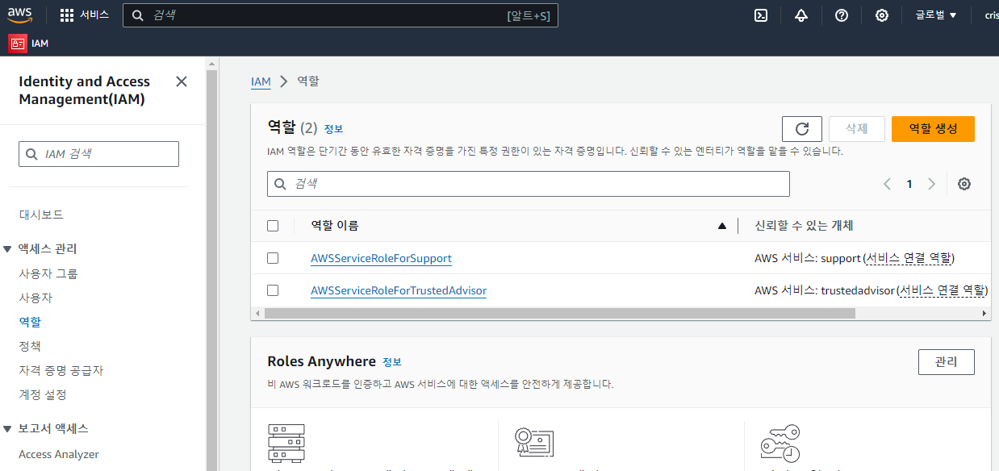 aws
서비스
검색
[알트+S]
글로벌 ▼
cris
IAM
Identity and Access
Management(IAM)
IAM 검색
대시보드
액세스 관리
사용자 그룹
사용자
역할
정책
자격 증명 공급자
계정 설정
보고서 액세스
Access Analyzer
IAM > 역할
역할 (2) 정보
삭제
역할 생성
IAM 역할은 단기간 동안 유효한 자격 증명을 가진 특정 권한이 있는 자격 증명입니다. 신뢰할 수 있는 엔터티가 역할을 맡을 수 있습니다.
검색
1
역할 이름
신뢰할 수 있는 개체
AWSServiceRoleForSupport
AWS 서비스: support(서비스 연결 역할)
AWSServiceRoleForTrustedAdvisor
AWS 서비스: trustedadvisor(서비스 연결 역할)
Roles Anywhere 정보
관리
비 AWS 워크로드를 인증하고 AWS 서비스에 대한 액세스를 안전하게 제공합니다.